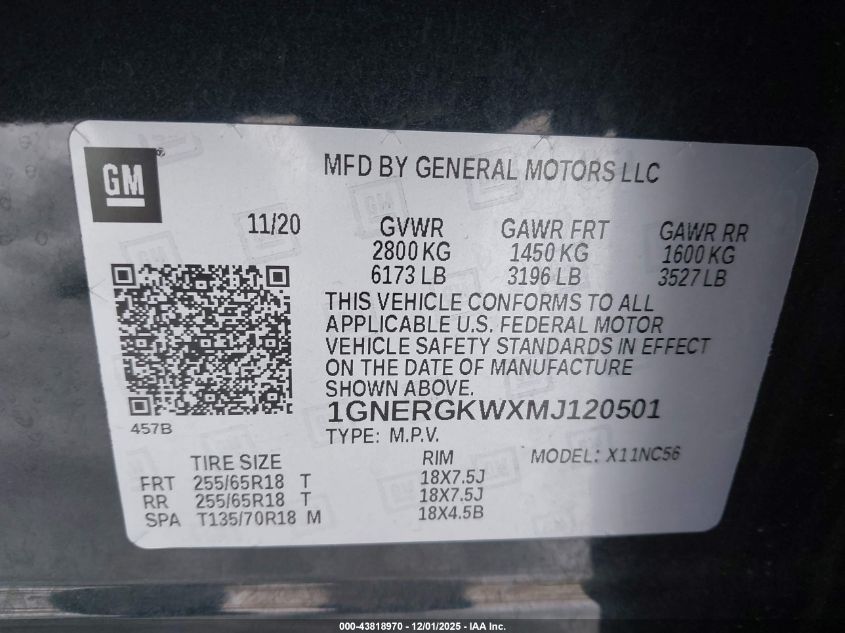 GM
®
MFD BY GENERAL MOTORS LLC
11/20 GVWR GAWR FRT GAWR RR
2800 KG 1450 KG 1600 KG
6173 LB 3196 LB 3527 LB
THIS VEHICLE CONFORMS TO ALL
APPLICABLE U.S. FEDERAL MOTOR
VEHICLE SAFETY STANDARDS IN EFFECT
ON THE DATE OF MANUFACTURE
SHOWN ABOVE.
1GNERGKWXMJ120501
457B
TYPE: M.P.V.
TIRE SIZE RIM MODEL: X11NC56
FRT 255/65R18 T 18X7.5J
RR 255/65R18 T 18X7.5J
SPA T135/70R18 M 18X4.5B
000-43818970 - 12/01/2025 - IAA Inc.